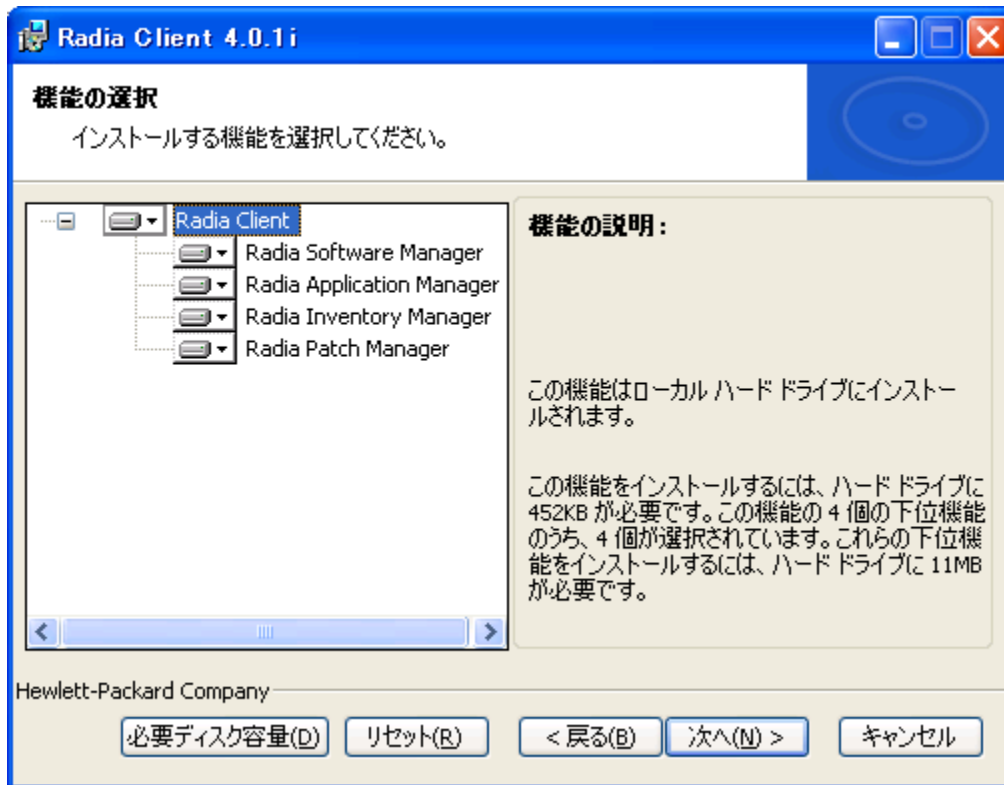 Radia Client 4.0.1i
機能の選択
インストールする機能を選択してください。
Radia Client
Radia Software Manager
Radia Application Manager
Radia Inventory Manager
Radia Patch Manager
機能の説明:
この機能はローカル ハード ドライブにインストー
ルされます。
この機能をインストールするには、ハード ドライブに
452KB が必要です。この機能の 4 個の下位機能
のうち、4 個が選択されています。これらの下位機
能をインストールするには、ハード ドライブに 11MB
が必要です。
Hewlett-Packard Company
必要ディスク容量(D)
リセット(R)
< 戻る(B)
次へ(N) >
キャンセル